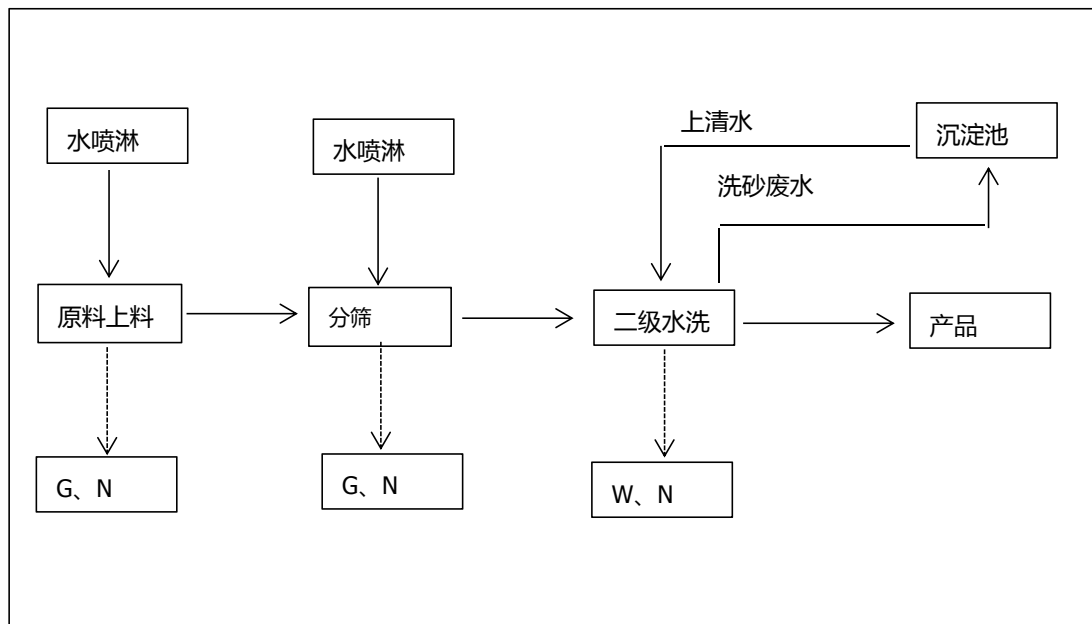 水喷淋
水喷淋
上清水
沉淀池
洗砂废水
原料上料
分筛
二级水洗
产品
G、N
G、N
W、N